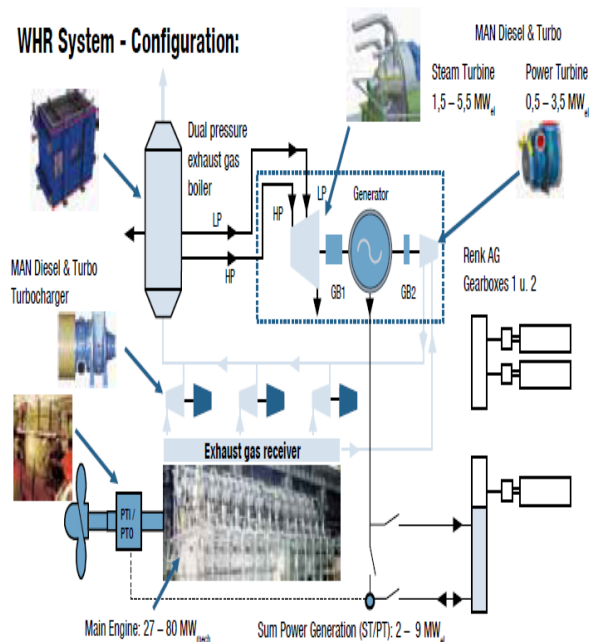 WHR System - Configuration:
MAN Diesel & Turbo
Steam Turbine
1,5 – 5,5 MWel
Power Turbine
0,5 – 3,5 MWel
Dual pressure
exhaust gas
boiler
LP
HP
HP
LP
Generator
GB1
GB2
Renk AG
Gearboxes 1 u. 2
MAN Diesel & Turbo
Turbocharger
Exhaust gas receiver
PTI /
PTO
Main Engine: 27 – 80 MWmech
Sum Power Generation (ST/PT): 2 – 9 MWel